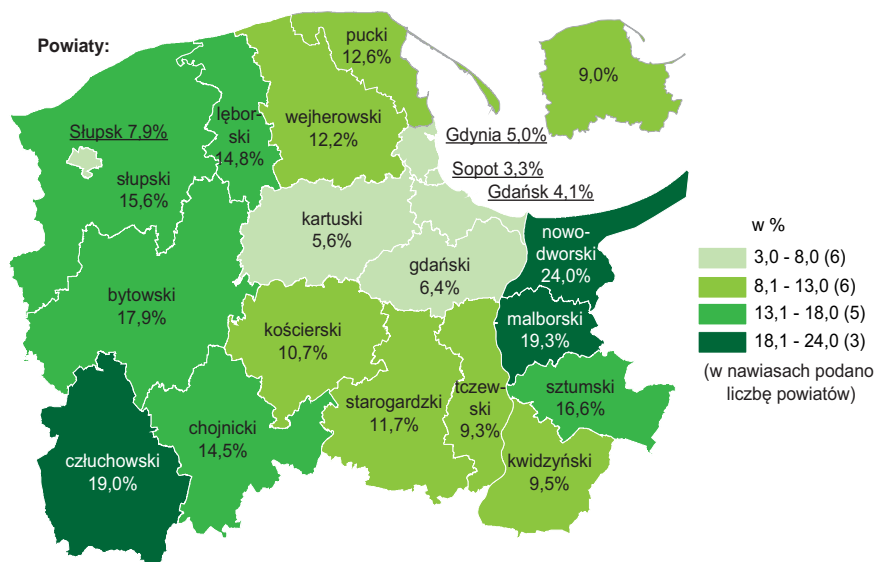 Powiaty:
pucki
12,6%
9,0%
Słupsk 7,9%
lębor-
ski
14,8%
wejherowski
12,2%
Gdynia 5,0%
Sopot 3,3%
Gdańsk 4,1%
słupski
15,6%
kartuski
5,6%
gdański
6,4%
nowo-
dworski
24,0%
bytowski
17,9%
kościerski
10,7%
malborski
19,3%
człuchowski
19,0%
chojnicki
14,5%
starogardzki
11,7%
tczew-
ski
9,3%
sztumski
16,6%
kwidzyński
9,5%
w %
3,0 - 8,0 (6)
8,1 - 13,0 (6)
13,1 - 18,0 (5)
18,1 - 24,0 (3)
(w nawiasach podano
liczbę powiatów)